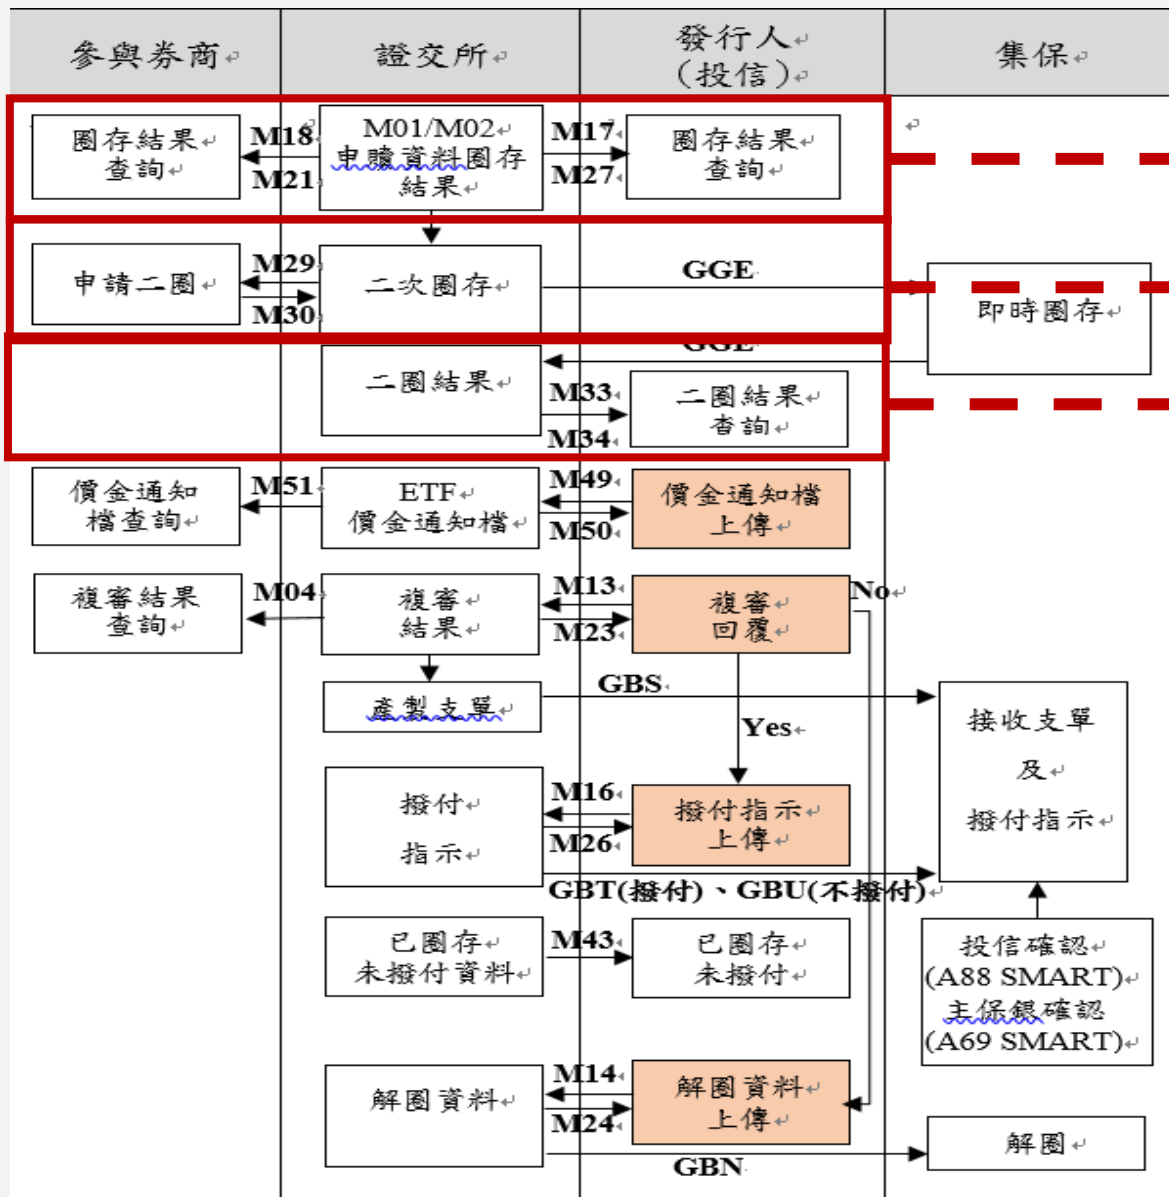 參與券商
證交所
發行人
(投信)
集保
圈存結果
查詢
M18
M21
M01/M02
申贖資料圈存
結果
M17
M27
圈存結果
查詢
申請二圈
M29
M30
二次圈存
GGE
即時圈存
GGE
二圈結果
M33
M34
二圈結果
查詢
價金通知
檔查詢
M51
ETF
價金通知檔
M49
M50
價金通知檔
上傳
複審結果
查詢
M04
複審
結果
M13
M23
複審
回覆
No
產製支單
GBS
Yes
接收支單
及
撥付指示
撥付
指示
M16
M26
撥付指示
上傳
GBT(撥付)、GBU(不撥付)
已圈存
未撥付資料
M43
已圈存
未撥付
投信確認
(A88 SMART)
主保銀確認
(A69 SMART)
解圈資料
M14
M24
解圈資料
上傳
GBN
解圈